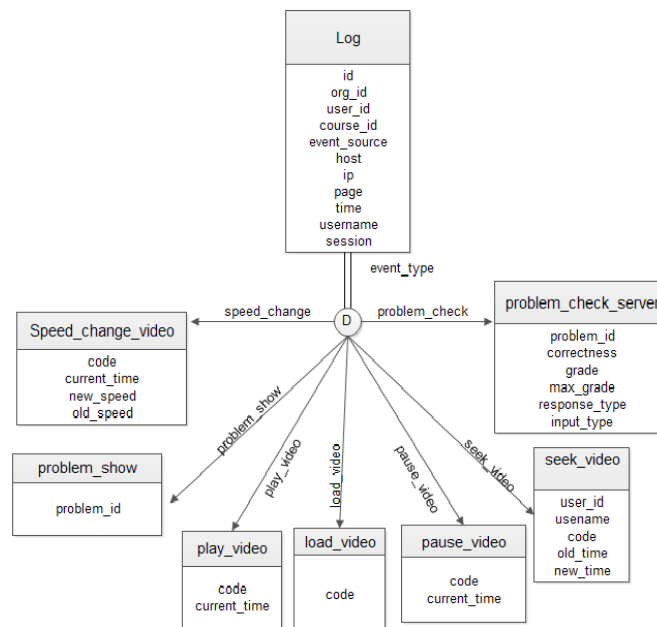 Log
id
org_id
user_id
course_id
event_source
host
ip
page
time
username
session
event_type
speed_change
D
problem_check
Speed_change_video
code
current_time
new_speed
old_speed
problem_check_server
problem_id
correctness
grade
max_grade
response_type
input_type
problem_show
play_video
load_video
pause_video
seek_video
problem_show
problem_id
play_video
code
current_time
load_video
code
pause_video
code
current_time
seek_video
user_id
usename
code
old_time
new_time